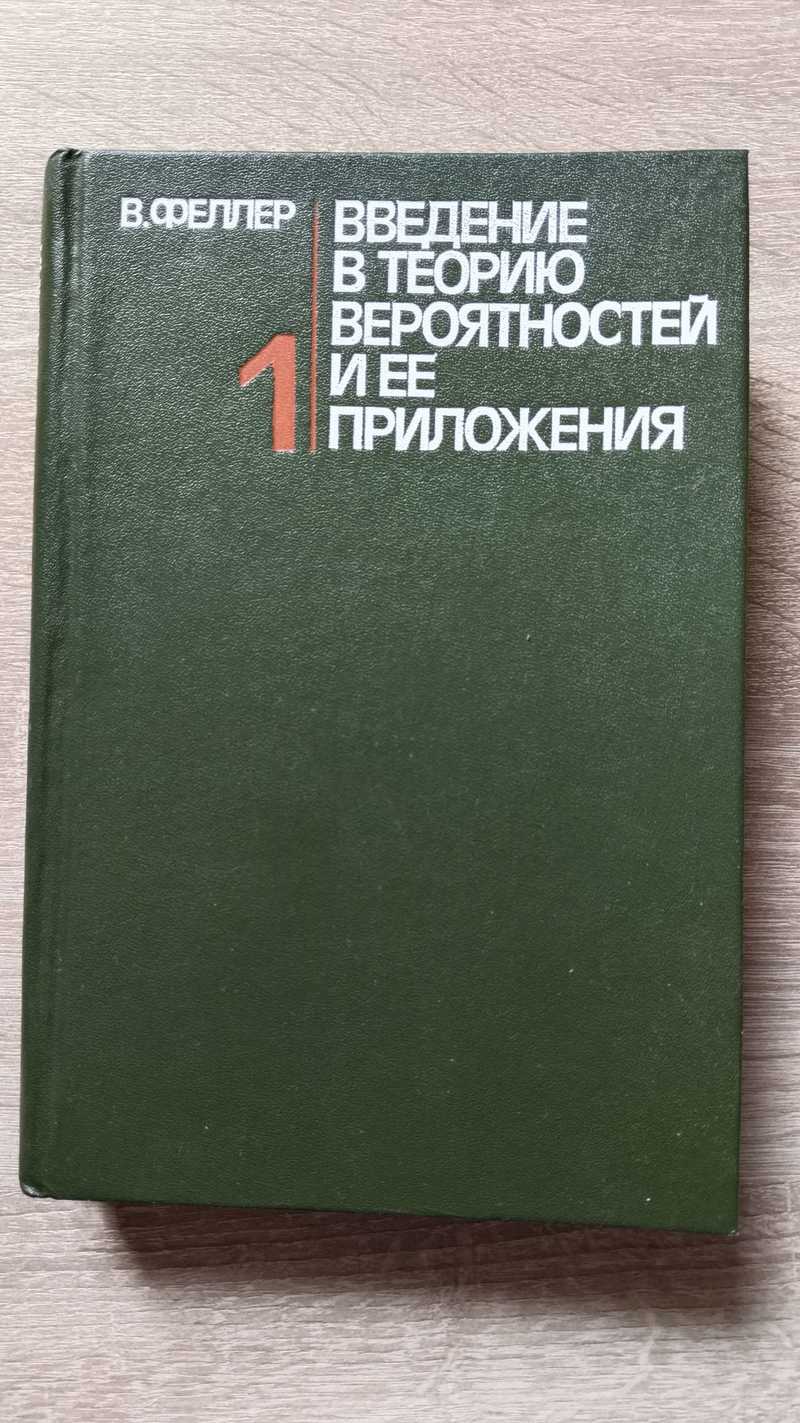 В. ФЕЛЛЕР
1
ВВЕДЕНИЕ
В ТЕОРИЮ
ВЕРОЯТНОСТЕЙ
И ЕЕ
ПРИЛОЖЕНИЯ